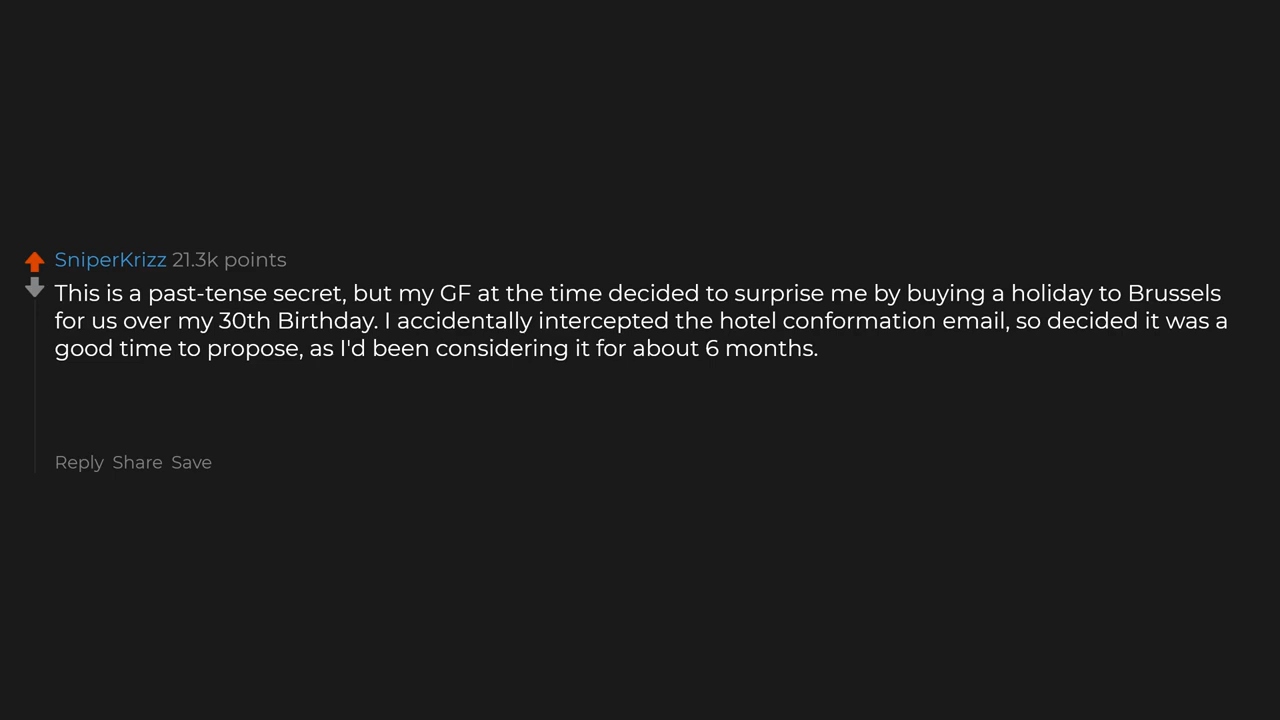 SniperKrizz 21.3k points
This is a past-tense secret, but my GF at the time decided to surprise me by buying a holiday to Brussels
for us over my 30th Birthday. I accidentally intercepted the hotel conformation email, so decided it was a
good time to propose, as I'd been considering it for about 6 months.
Reply Share Save